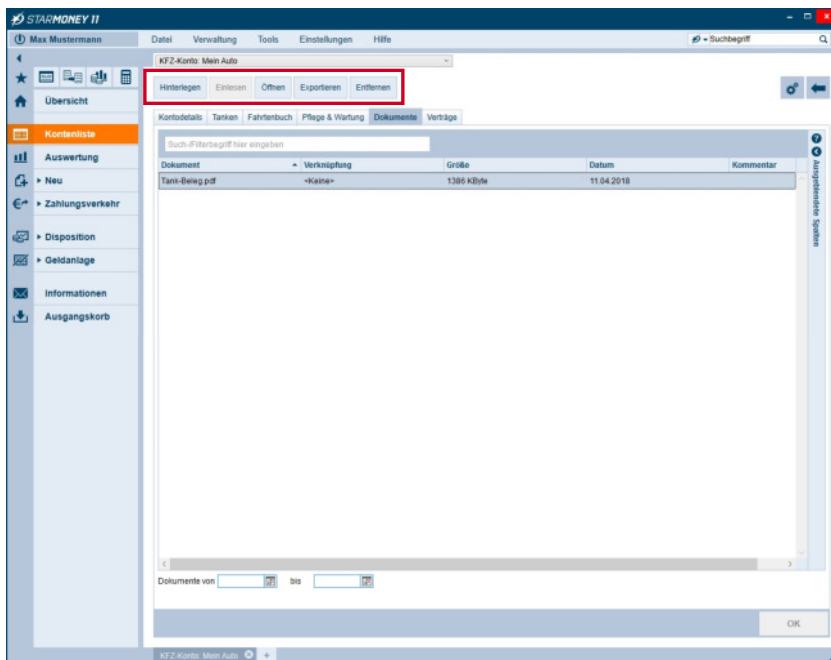 STARMONEY 11
Max Mustermann
Datei Verwaltung Tools Einstellungen Hilfe
Suchbegriff
KFZ-Konto: Mein Auto
Hinterlegen Einlesen Öffnen Exportieren Entfernen
Übersicht
Kontenliste
Auswertung
Neu
Zahlungsverkehr
Disposition
Geldanlage
Informationen
Ausgangskorb
Kontodetails Tanken Fahrtenbuch Pflege & Wartung Dokumente Verträge
Such-/Filterbegriff hier eingeben
Dokument Verknüpfung Größe Datum Kommentar
Tank-Beleg.pdf <Keine> 1386 KByte 11.04.2018
Ausgeblendete Spalten
Dokumente von bis
OK
KFZ-Konto: Mein Auto +